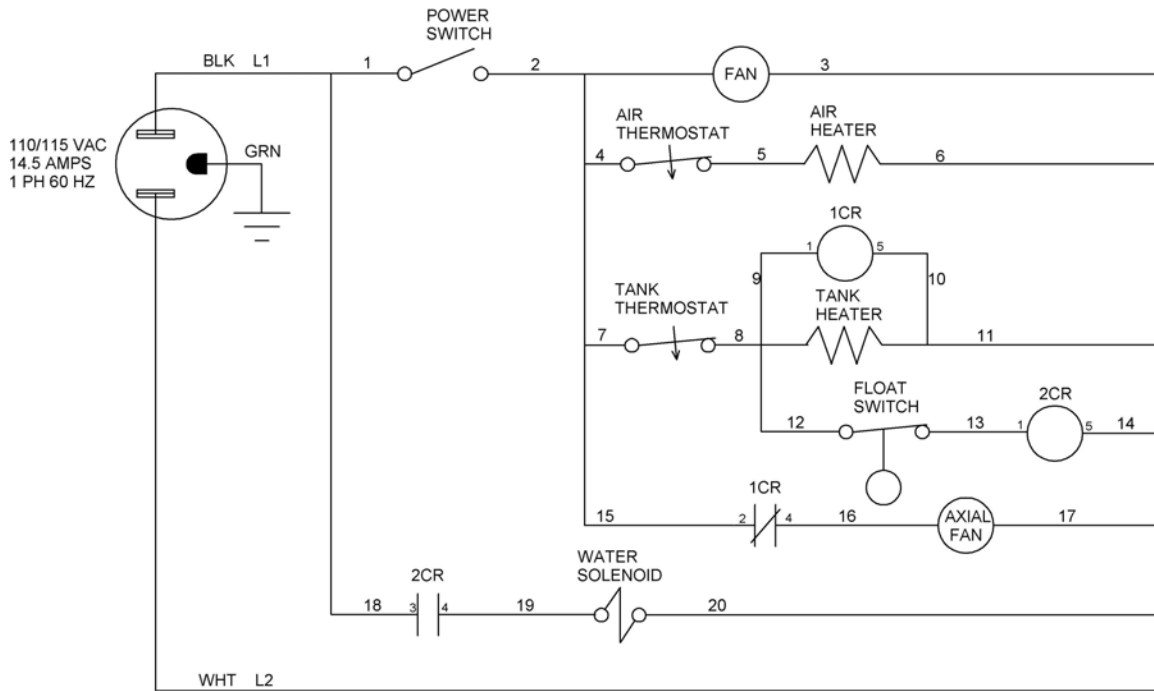 POWER
SWITCH
BLK L1
1
2
FAN
3
110/115 VAC
14.5 AMPS
1 PH 60 HZ
GRN
AIR
THERMOSTAT
AIR
HEATER
4
5
6
1CR
1
5
9
10
TANK
THERMOSTAT
TANK
HEATER
7
8
11
FLOAT
SWITCH
2CR
12
13
1
5
14
1CR
15
2
4
16
AXIAL
FAN
17
WATER
SOLENOID
2CR
18
3
4
19
20
WHT L2